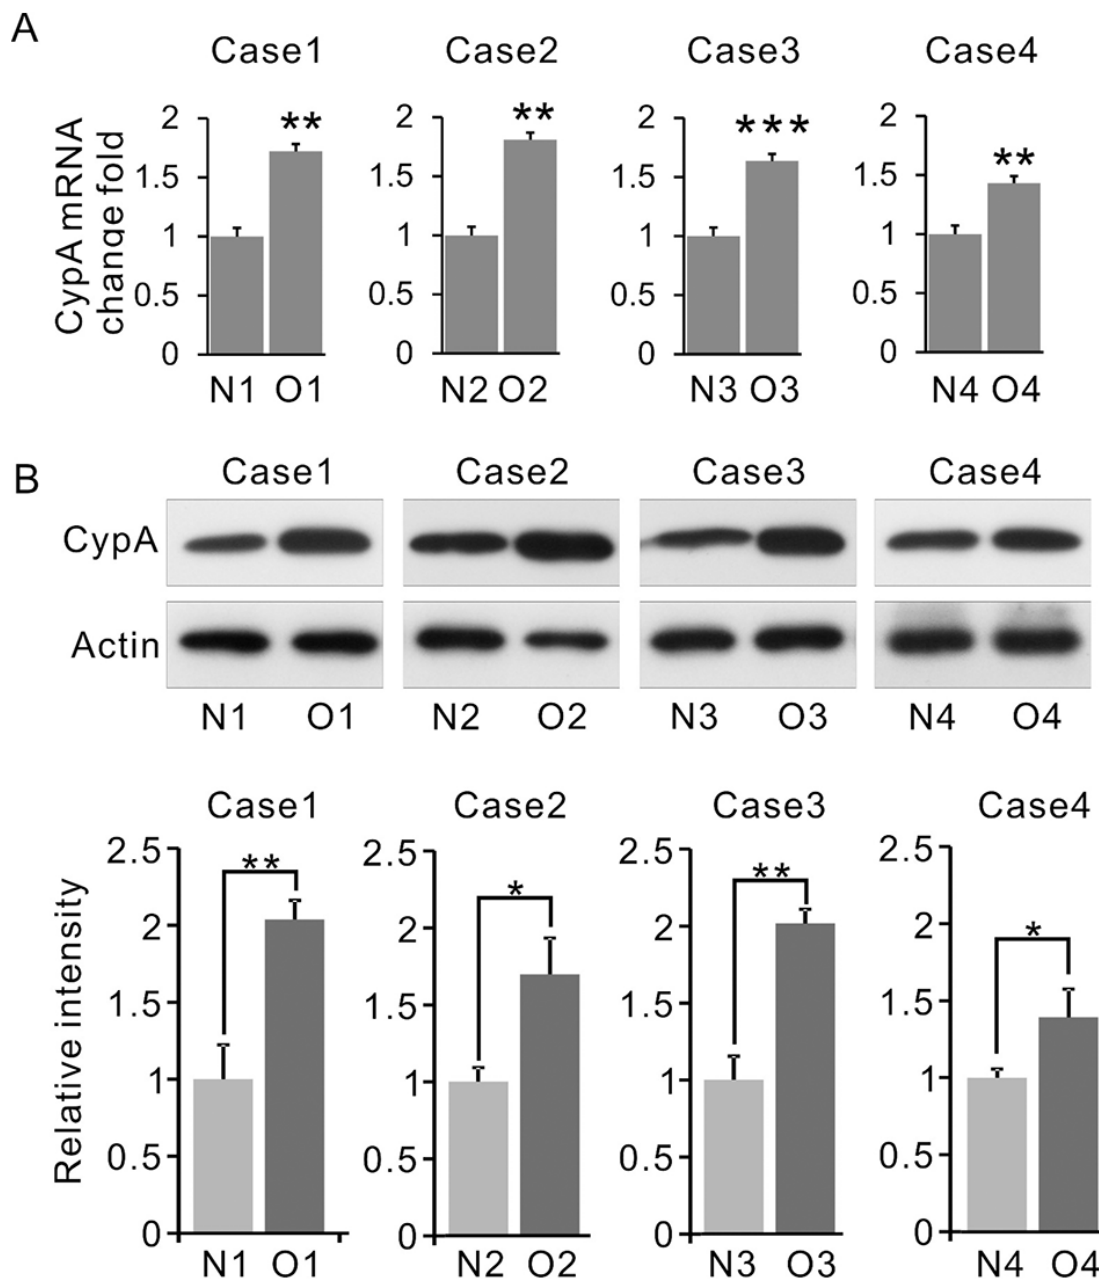 A
Case1 Case2 Case3 Case4
CypA mRNA
change fold
2 ** 2 ** 2 *** 2 **
1.5 1.5 1.5 1.5
1 1 1 1
0.5 0.5 0.5 0.5
0 0 0 0
N1 O1 N2 O2 N3 O3 N4 O4
B
Case1 Case2 Case3 Case4
CypA
Actin
N1 O1 N2 O2 N3 O3 N4 O4
Case1 Case2 Case3 Case4
Relative intensity
2.5 ** 2.5 * 2.5 ** 2.5 *
2 2 2 2
1.5 1.5 1.5 1.5
1 1 1 1
0.5 0.5 0.5 0.5
0 0 0 0
N1 O1 N2 O2 N3 O3 N4 O4